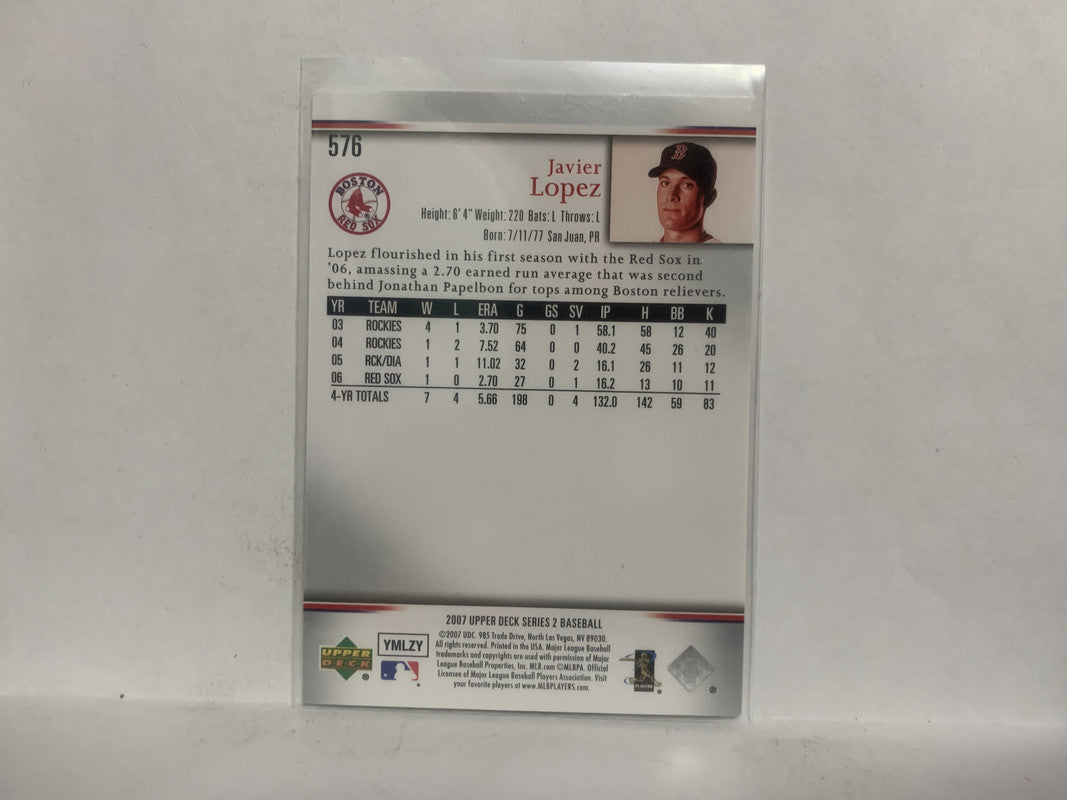 576
BOSTON
RED SOX
Javier
Lopez
B
Height: 6' 4" Weight: 220 Bats: L Throws: L
Born: 7/11/77 San Juan, PR
Lopez flourished in his first season with the Red Sox in
'06, amassing a 2.70 earned run average that was second
behind Jonathan Papelbon for tops among Boston relievers.
YR TEAM W L ERA G GS SV IP H BB K
03 ROCKIES 4 1 3.70 75 0 1 58.1 58 12 40
04 ROCKIES 1 2 7.52 64 0 0 40.2 45 26 20
05 RCK/DIA 1 1 11.02 32 0 2 16.1 26 11 12
06 RED SOX 1 0 2.70 27 0 1 16.2 13 10 11
4-YR TOTALS 7 4 5.66 198 0 4 132.0 142 59 83
2007 UPPER DECK SERIES 2 BASEBALL
©2007 UDC. 985 Trade Drive, North Las Vegas, NV 89030.
All rights reserved. Printed in the USA. Major League Baseball
trademarks and copyrights are used with permission of Major
League Baseball Properties, Inc. MLB.com ©MLBPA. Official
Licensee of Major League Baseball Players Association. Visit
your favorite players at www.MLBPLAYERS.com.
UPPER
DECK
YMLZY
PLAYERS